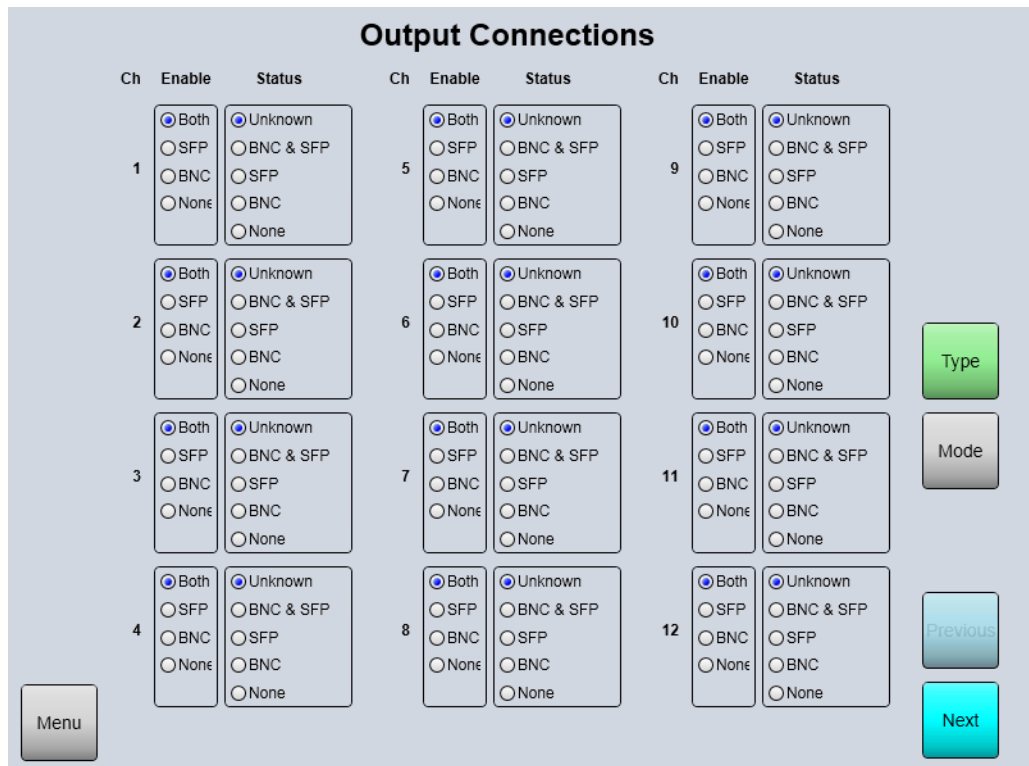 Output Connections
Ch Enable Status Ch Enable Status Ch Enable Status
1
Both
SFP
BNC
None
Unknown
BNC & SFP
SFP
BNC
None
5
Both
SFP
BNC
None
Unknown
BNC & SFP
SFP
BNC
None
9
Both
SFP
BNC
None
Unknown
BNC & SFP
SFP
BNC
None
2
Both
SFP
BNC
None
Unknown
BNC & SFP
SFP
BNC
None
6
Both
SFP
BNC
None
Unknown
BNC & SFP
SFP
BNC
None
10
Both
SFP
BNC
None
Unknown
BNC & SFP
SFP
BNC
None
3
Both
SFP
BNC
None
Unknown
BNC & SFP
SFP
BNC
None
7
Both
SFP
BNC
None
Unknown
BNC & SFP
SFP
BNC
None
11
Both
SFP
BNC
None
Unknown
BNC & SFP
SFP
BNC
None
4
Both
SFP
BNC
None
Unknown
BNC & SFP
SFP
BNC
None
8
Both
SFP
BNC
None
Unknown
BNC & SFP
SFP
BNC
None
12
Both
SFP
BNC
None
Unknown
BNC & SFP
SFP
BNC
None
Type
Mode
Previous
Next
Menu